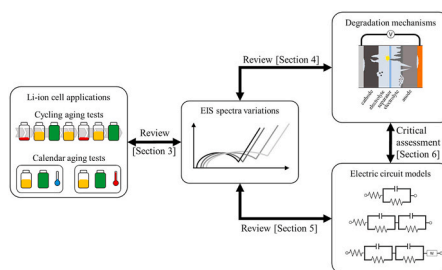 Degradation mechanisms
V
cathode
electrolyte
separator
electrolyte
anode
Review [Section 4]
Li-ion cell applications
Cycling aging tests
Calendar aging tests
Review
[Section 3]
EIS spectra variations
Critical
assessment
[Section 6]
Review [Section 5]
Electric circuit models